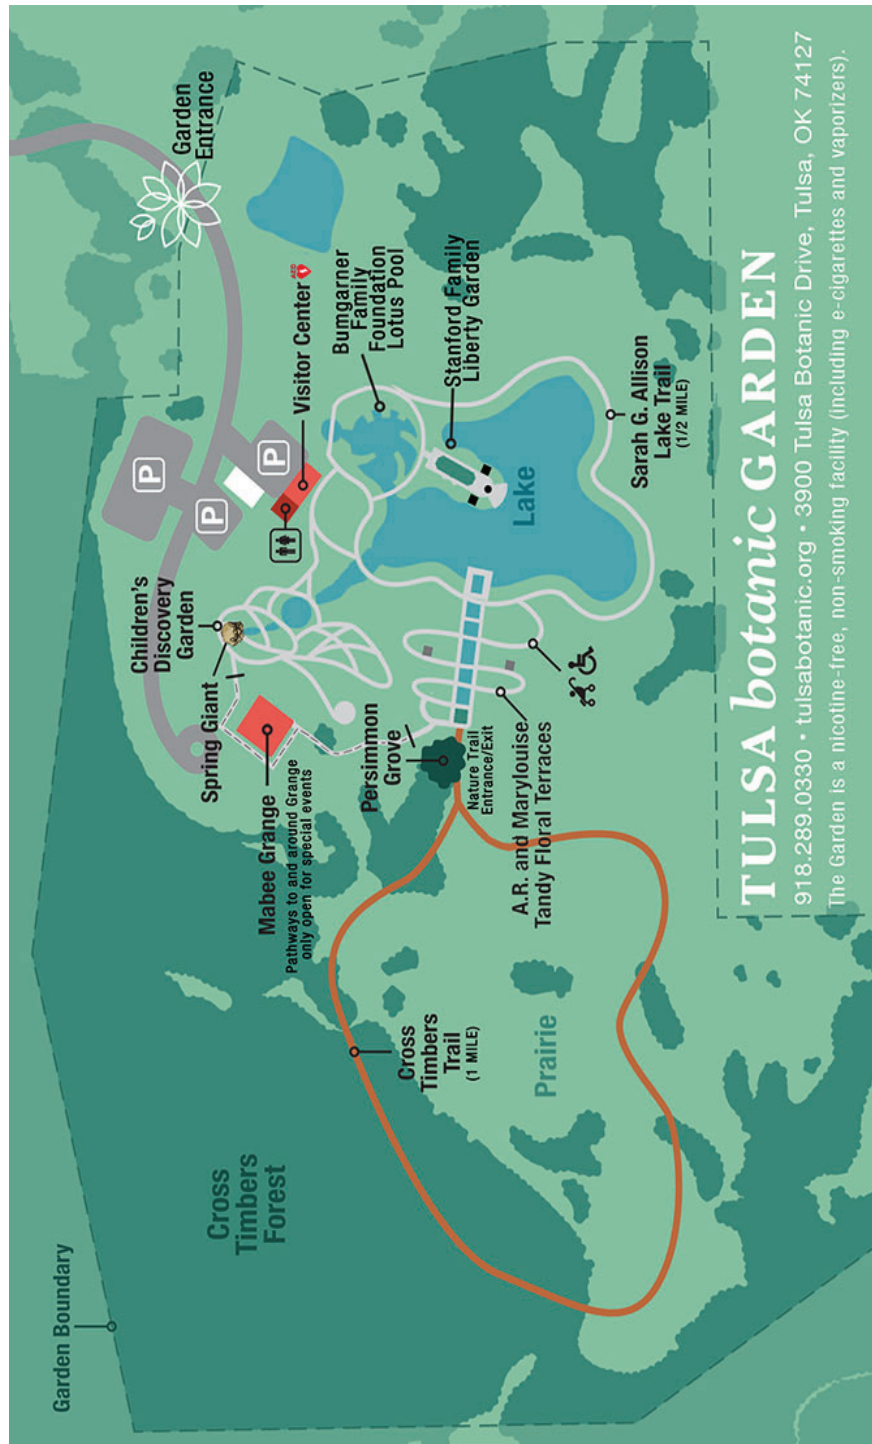 Garden Boundary
Cross
Timbers
Forest
Cross
Timbers
Trail
(1 MILE)
Prairie
Mabee Grange
Pathways to and around Grange
only open for special events
Spring Giant
Children's
Discovery
Garden
Persimmon
Grove
Nature Trail
Entrance/Exit
A.R. and Marylouise
Tandy Floral Terraces
P
P
P
Garden
Entrance
Visitor Center
AED
Bumgarner
Family
Foundation
Lotus Pool
Stanford Family
Liberty Garden
Lake
Sarah G. Allison
Lake Trail
(1/2 MILE)
TULSA botanic GARDEN
918.289.0330 • tulsabotanic.org • 3900 Tulsa Botanic Drive, Tulsa, OK 74127
The Garden is a nicotine-free, non-smoking facility (including e-cigarettes and vaporizers).